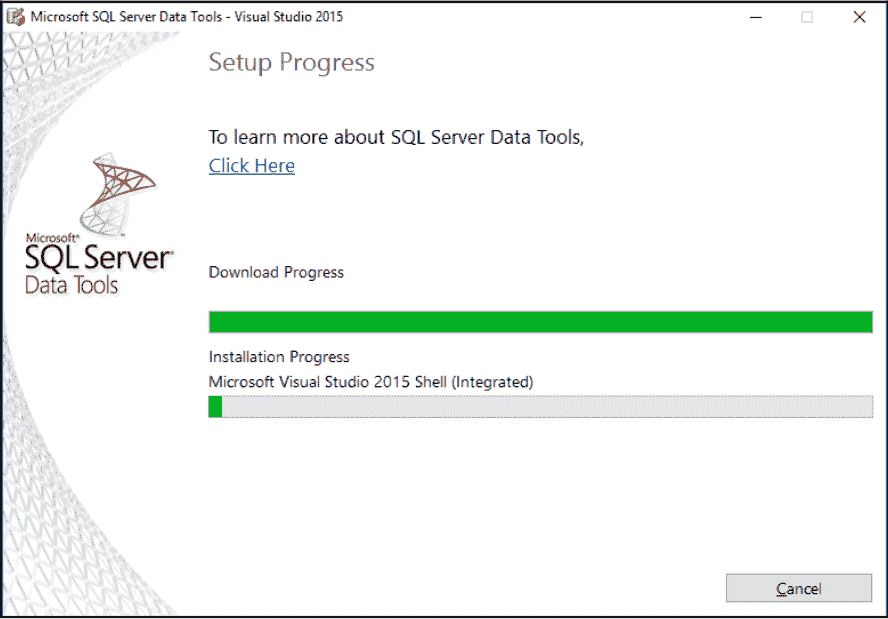 Microsoft SQL Server Data Tools - Visual Studio 2015
Setup Progress
To learn more about SQL Server Data Tools,
Click Here
Microsoft®
SQL Server®
Data Tools
Download Progress
Installation Progress
Microsoft Visual Studio 2015 Shell (Integrated)
Cancel